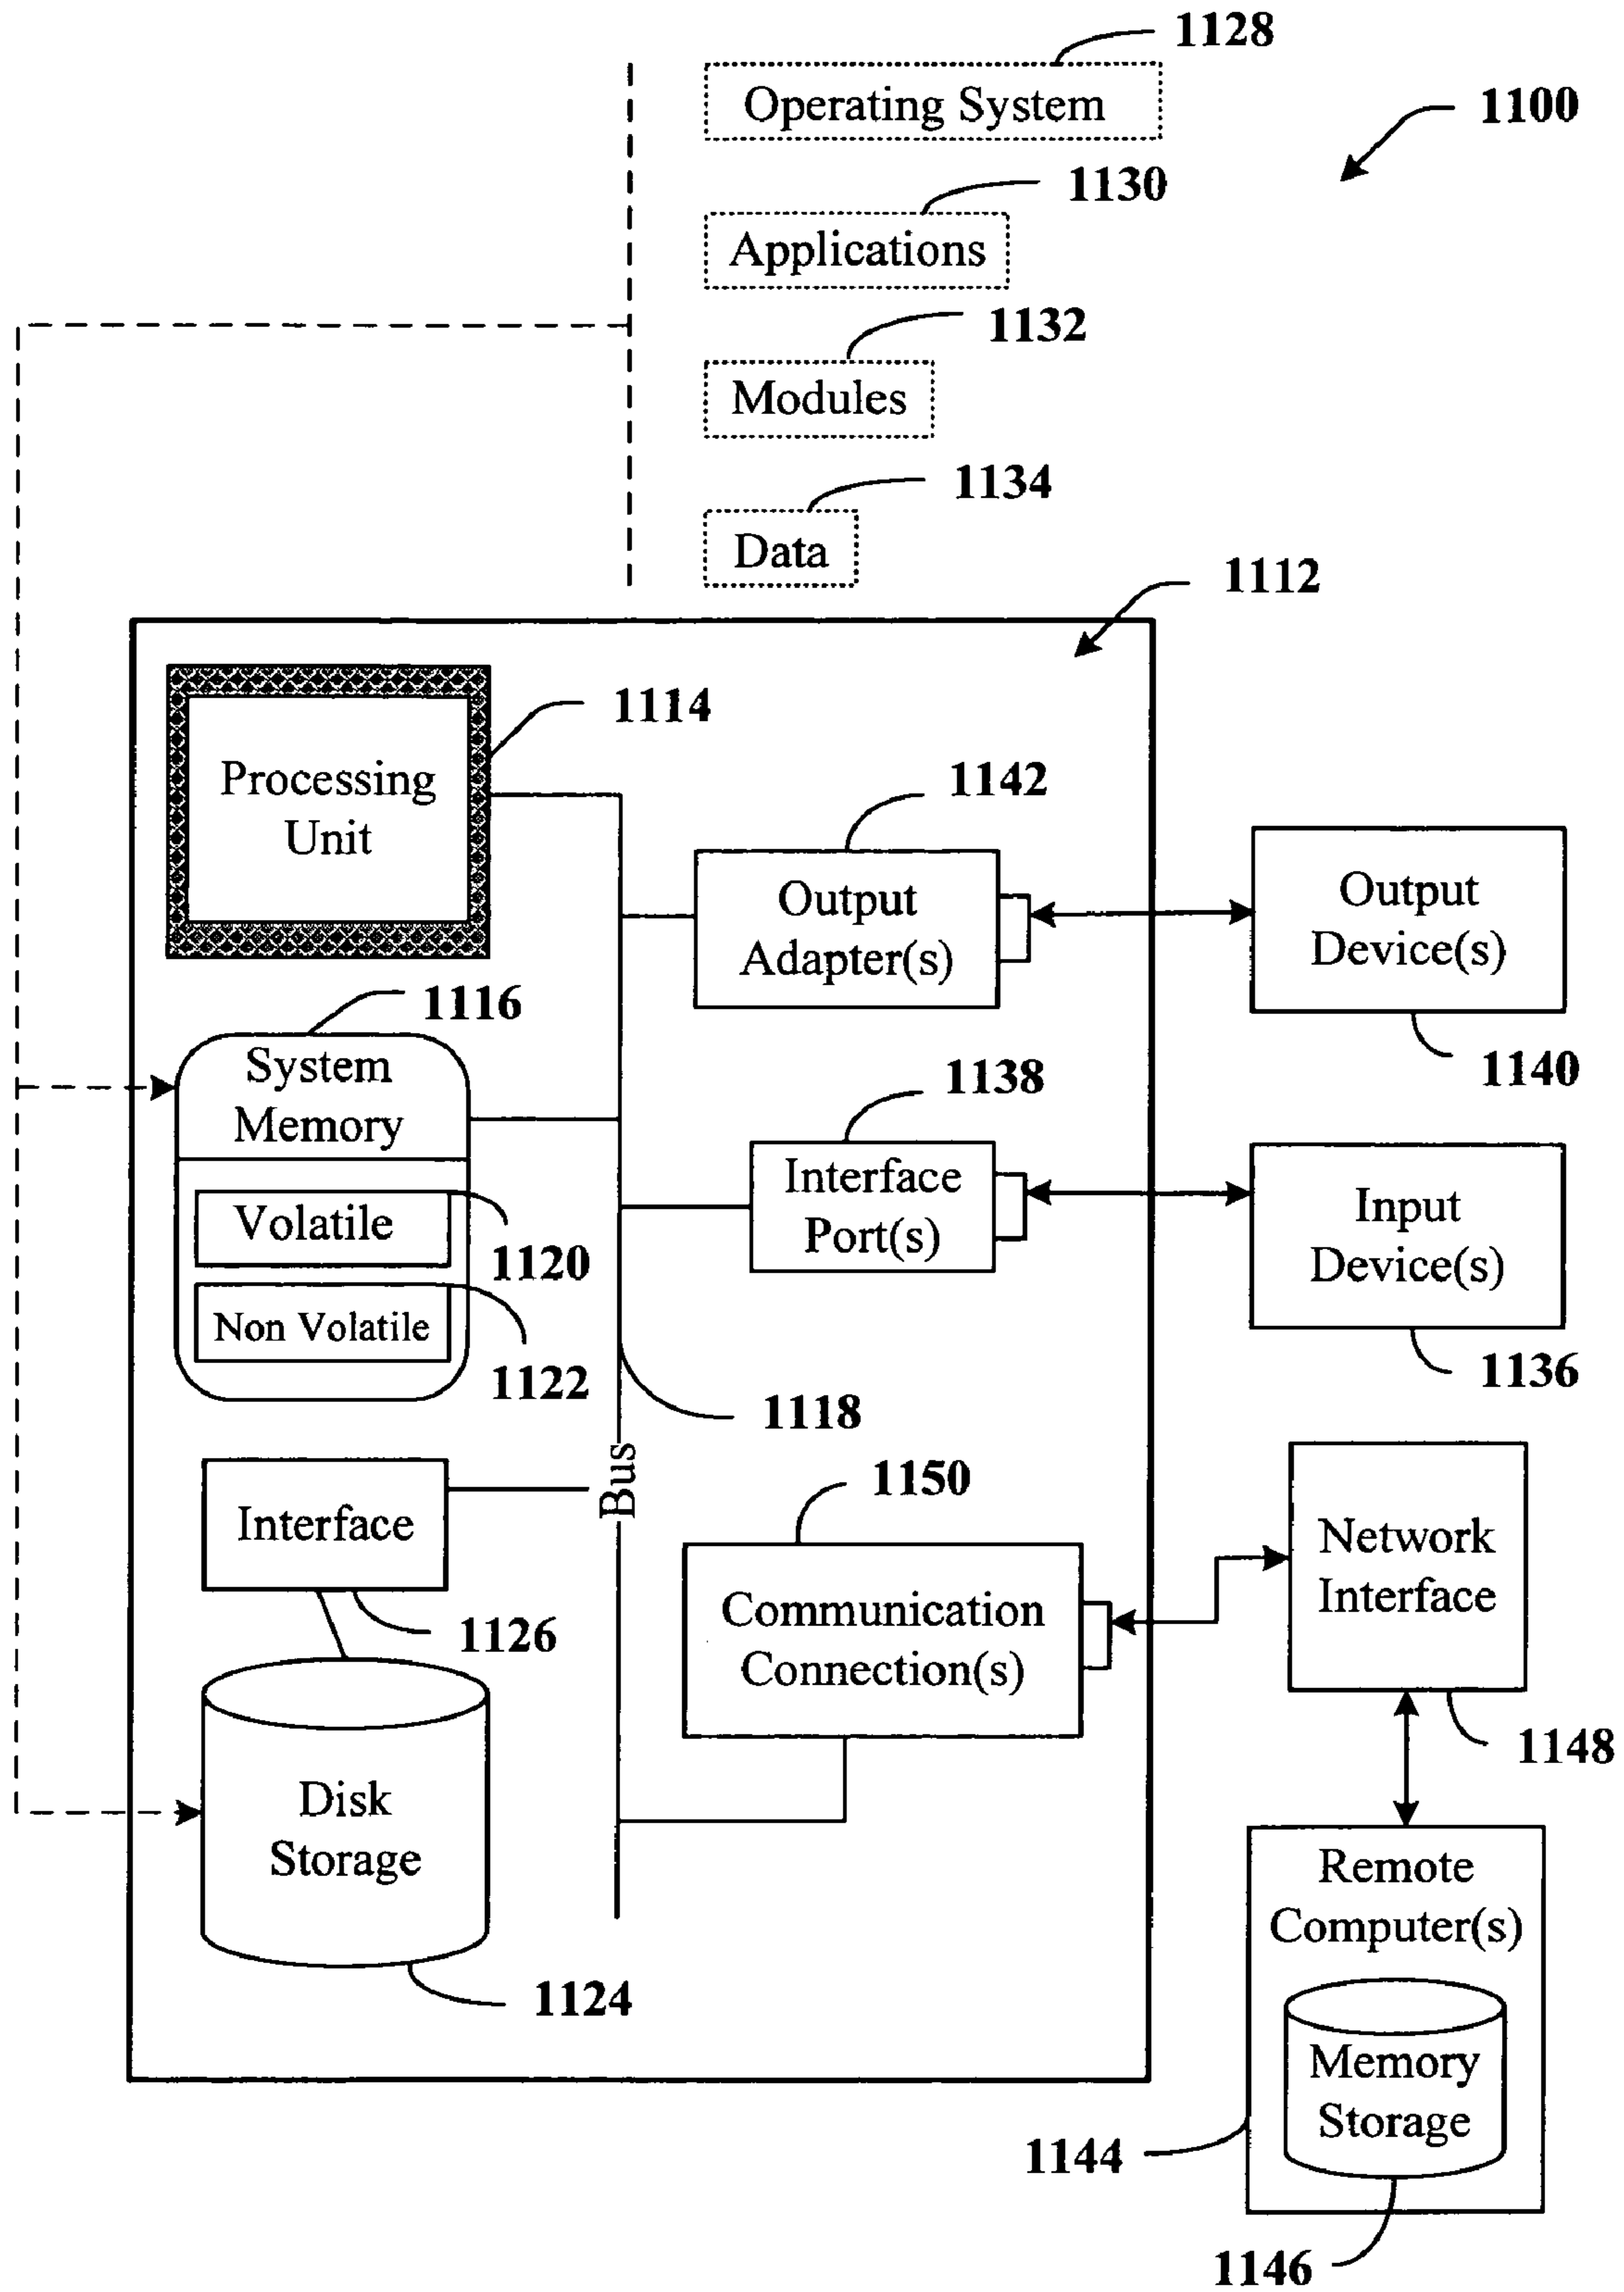 1128
Operating System
1100
1130
Applications
1132
Modules
1134
Data
1112
1114
Processing
Unit
1142
Output
Adapter(s)
Output
Device(s)
1140
1116
System
Memory
Volatile
1120
Non Volatile
1122
1138
Interface
Port(s)
Input
Device(s)
1136
1118
Bus
Interface
1126
1150
Communication
Connection(s)
Network
Interface
1148
Disk
Storage
1124
Remote
Computer(s)
Memory
Storage
1144
1146